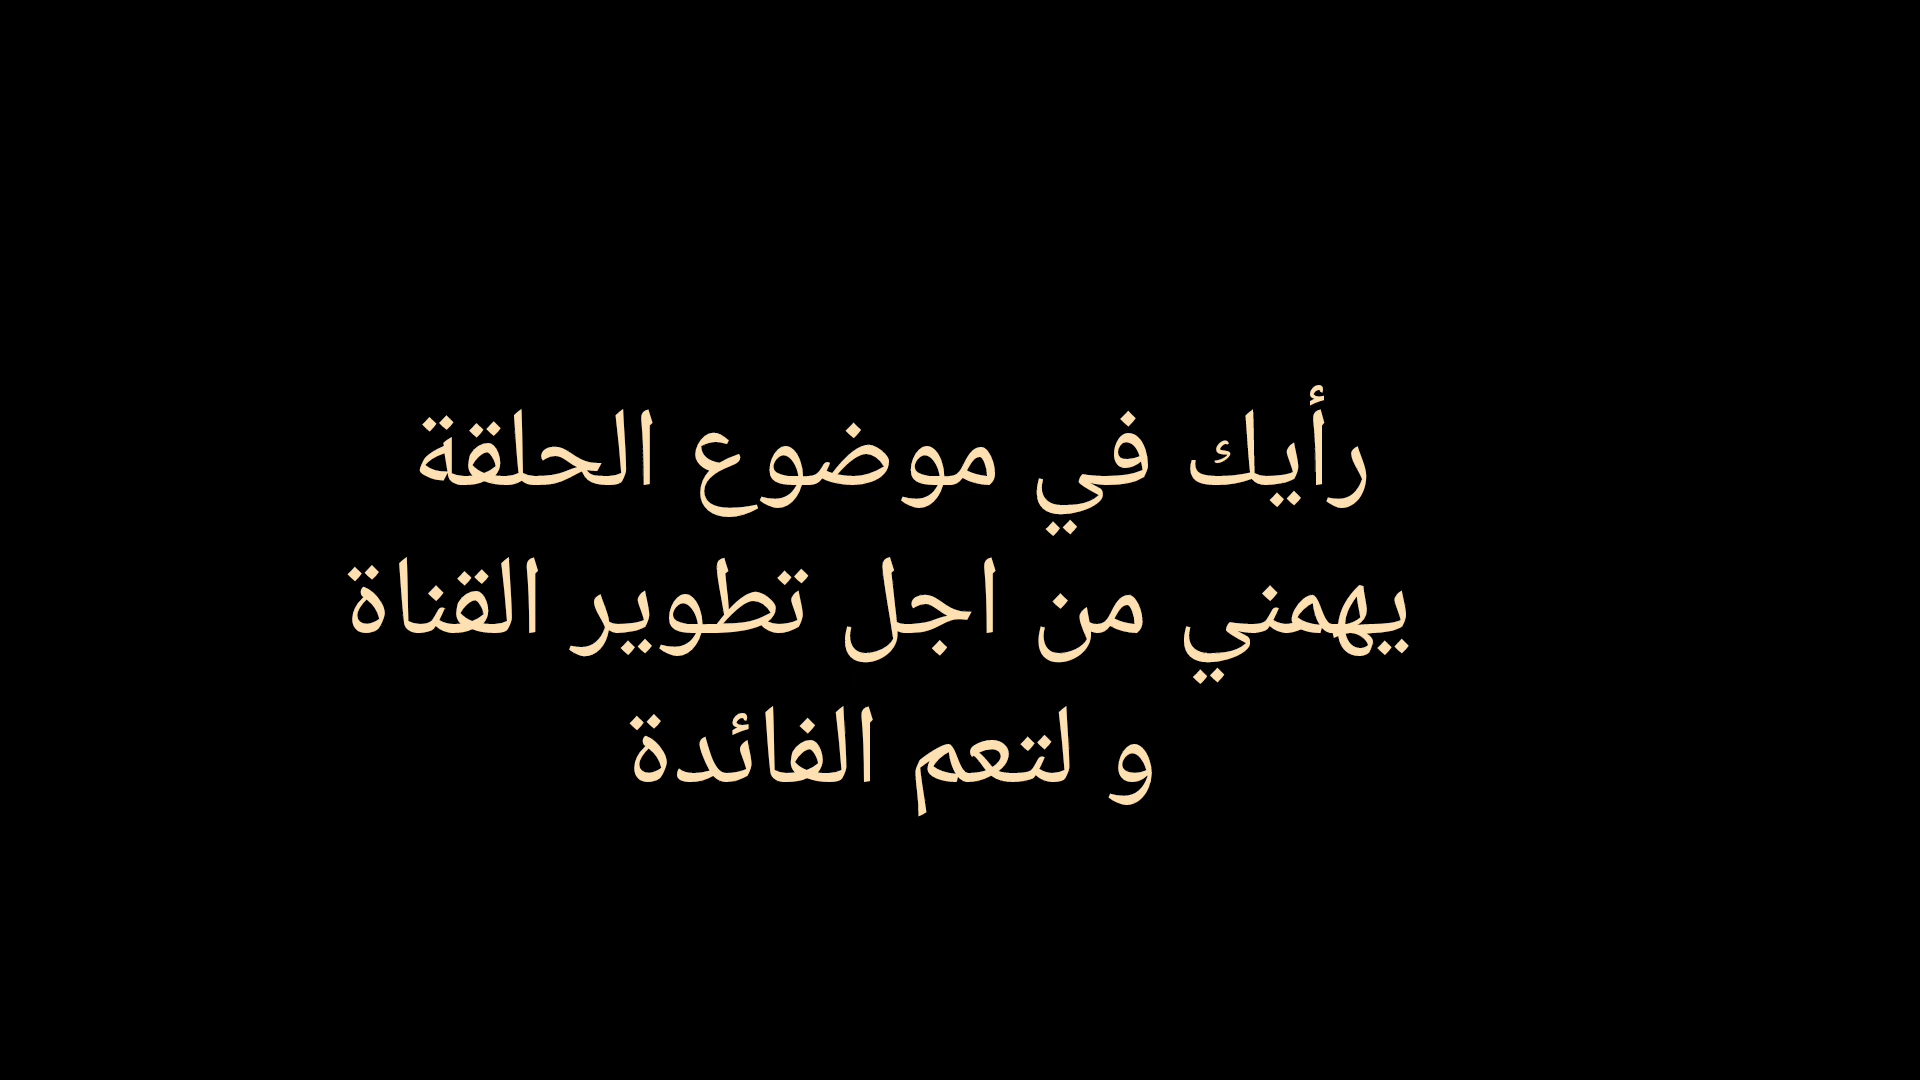 رأيك في موضوع الحلقة
يهمني من اجل تطوير القناة
و لتعم الفائدة